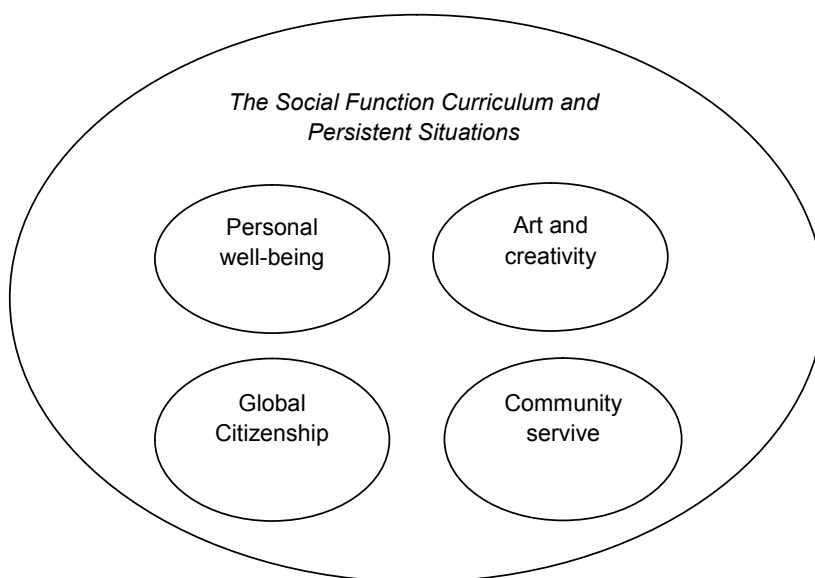 The Social Function Curriculum and
Persistent Situations
Personal
well-being
Art and
creativity
Global
Citizenship
Community
servive